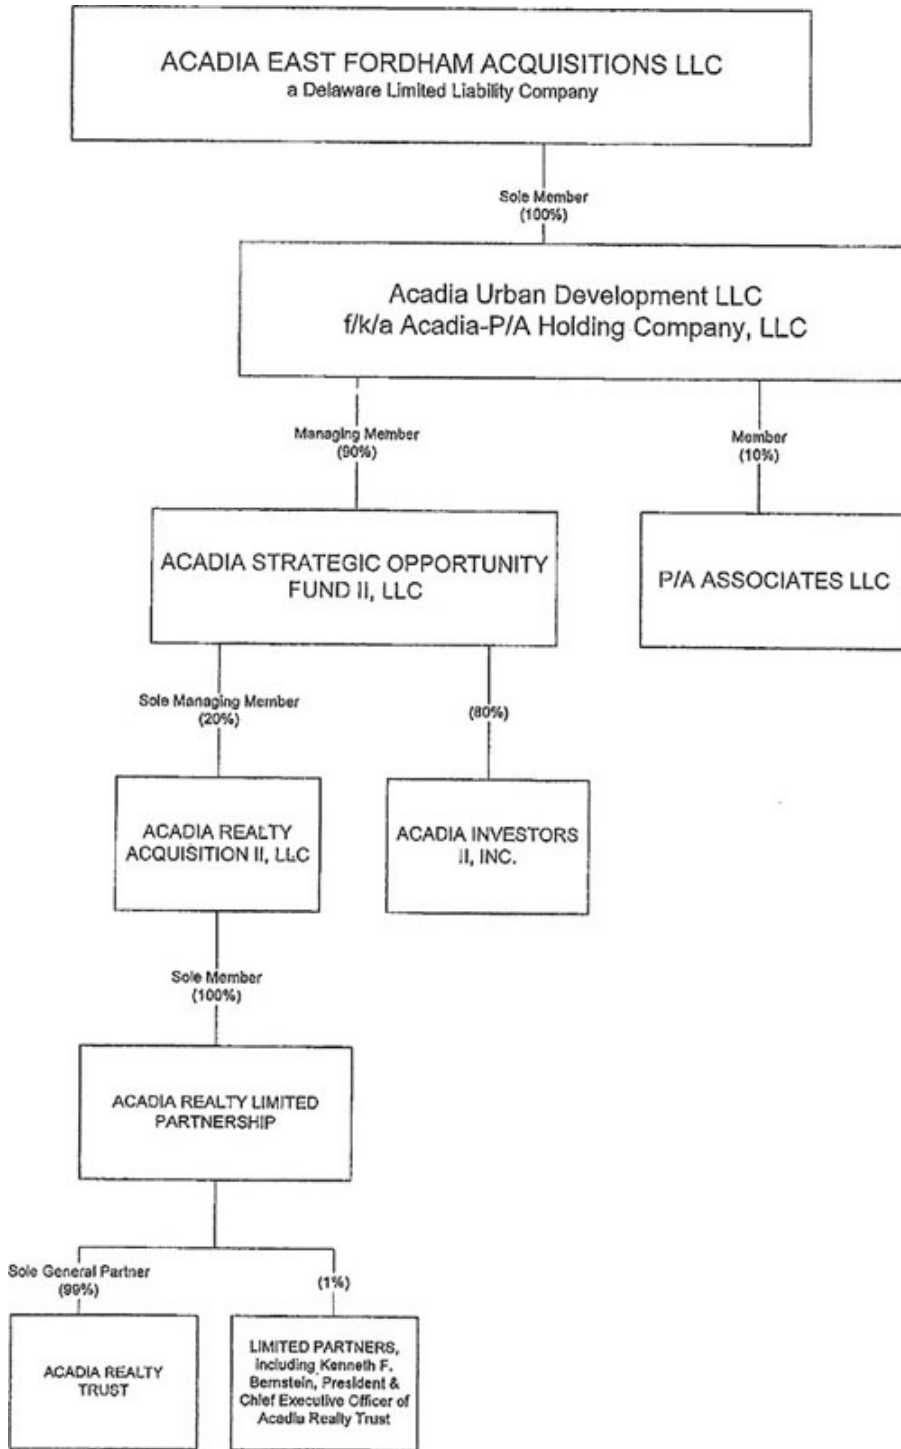 ACADIA EAST FORDHAM ACQUISITIONS LLC
a Delaware Limited Liability Company
Sole Member
(100%)
Acadia Urban Development LLC
f/k/a Acadia-P/A Holding Company, LLC
Managing Member
(90%)
Member
(10%)
ACADIA STRATEGIC OPPORTUNITY
FUND II, LLC
P/A ASSOCIATES LLC
Sole Managing Member
(20%)
(80%)
ACADIA REALTY
ACQUISITION II, LLC
ACADIA INVESTORS
II, INC.
Sole Member
(100%)
ACADIA REALTY LIMITED
PARTNERSHIP
Sole General Partner
(99%)
(1%)
ACADIA REALTY
TRUST
LIMITED PARTNERS,
including Kenneth F.
Bernstein, President &
Chief Executive Officer of
Acadia Realty Trust